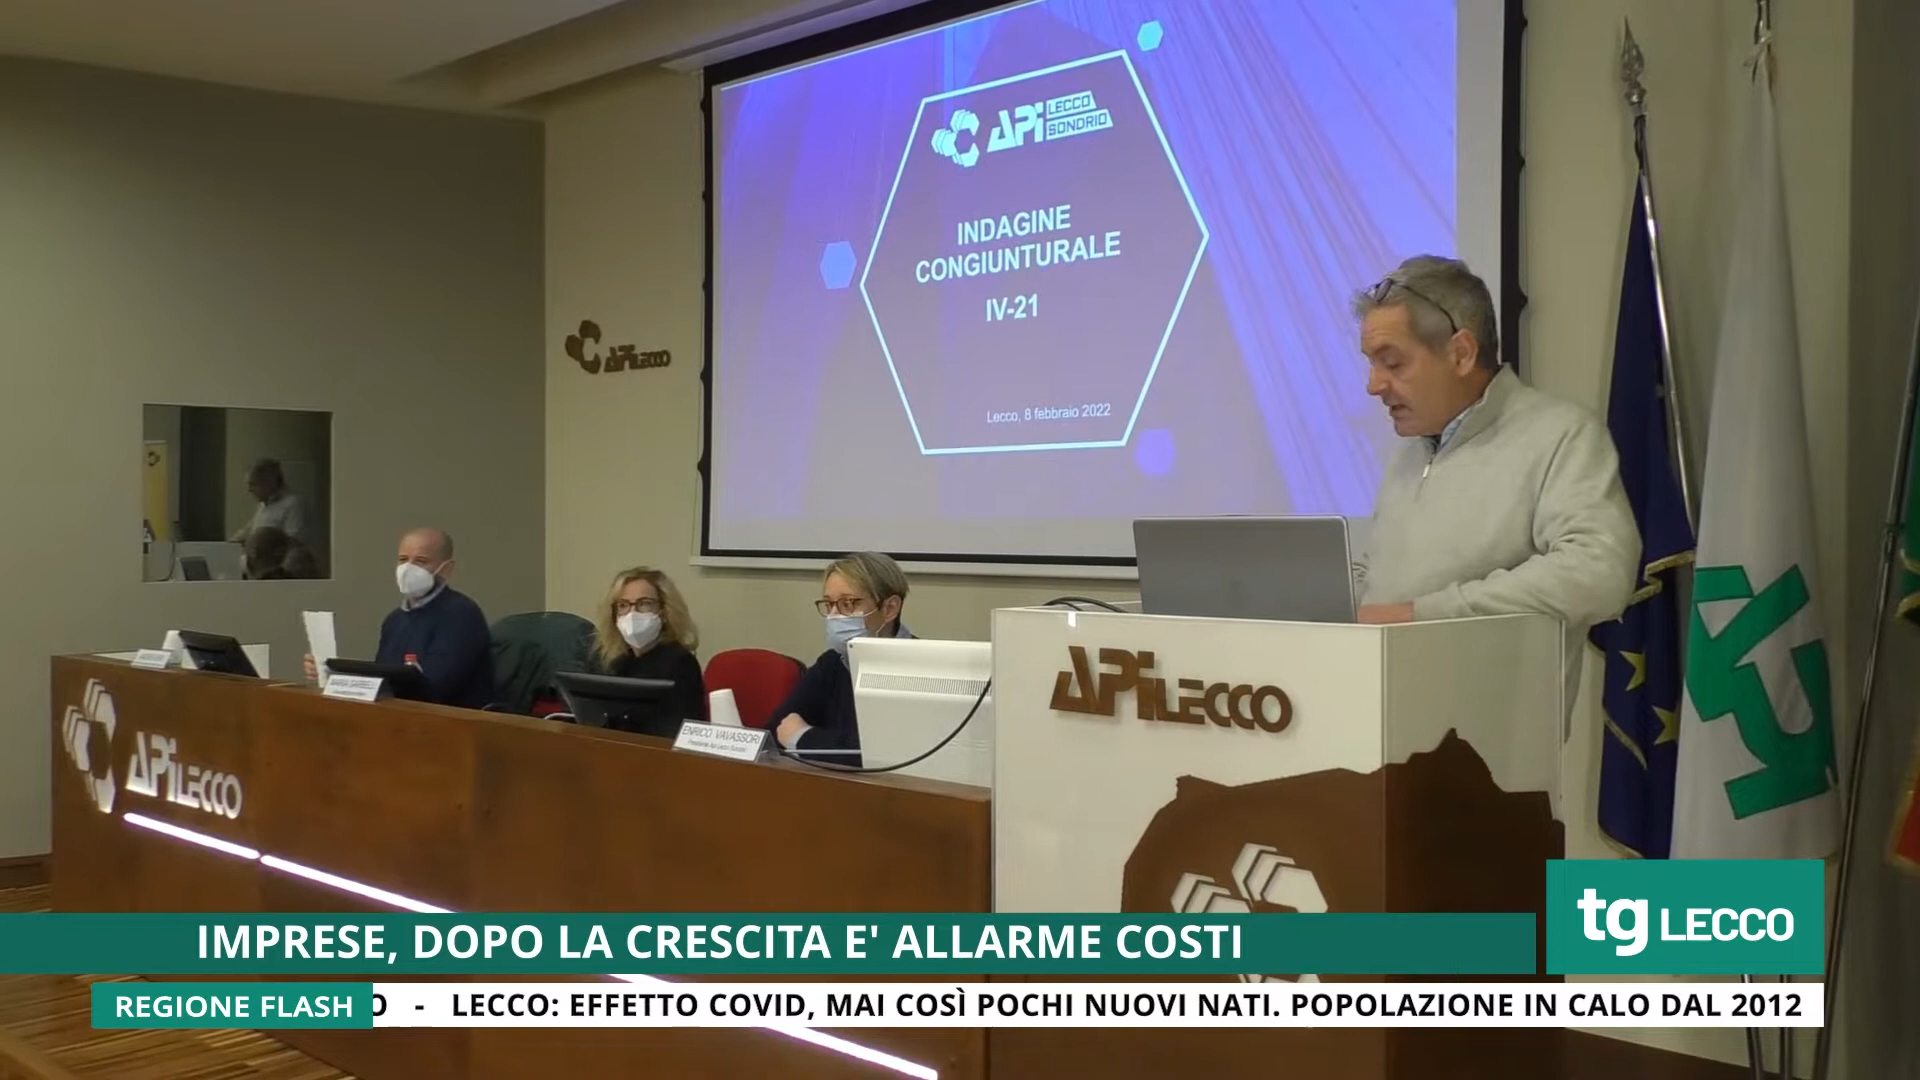 API LECCO
SONDRIO
INDAGINE
CONGIUNTURALE
IV-21
Lecco, 8 febbraio 2022
APILECCO
APILECCO
APILECCO
ENRICO VAVASSORI
API
IMPRESE, DOPO LA CRESCITA E' ALLARME COSTI
tg LECCO
REGIONE FLASH
O - LECCO: EFFETTO COVID, MAI COSÌ POCHI NUOVI NATI. POPOLAZIONE IN CALO DAL 2012